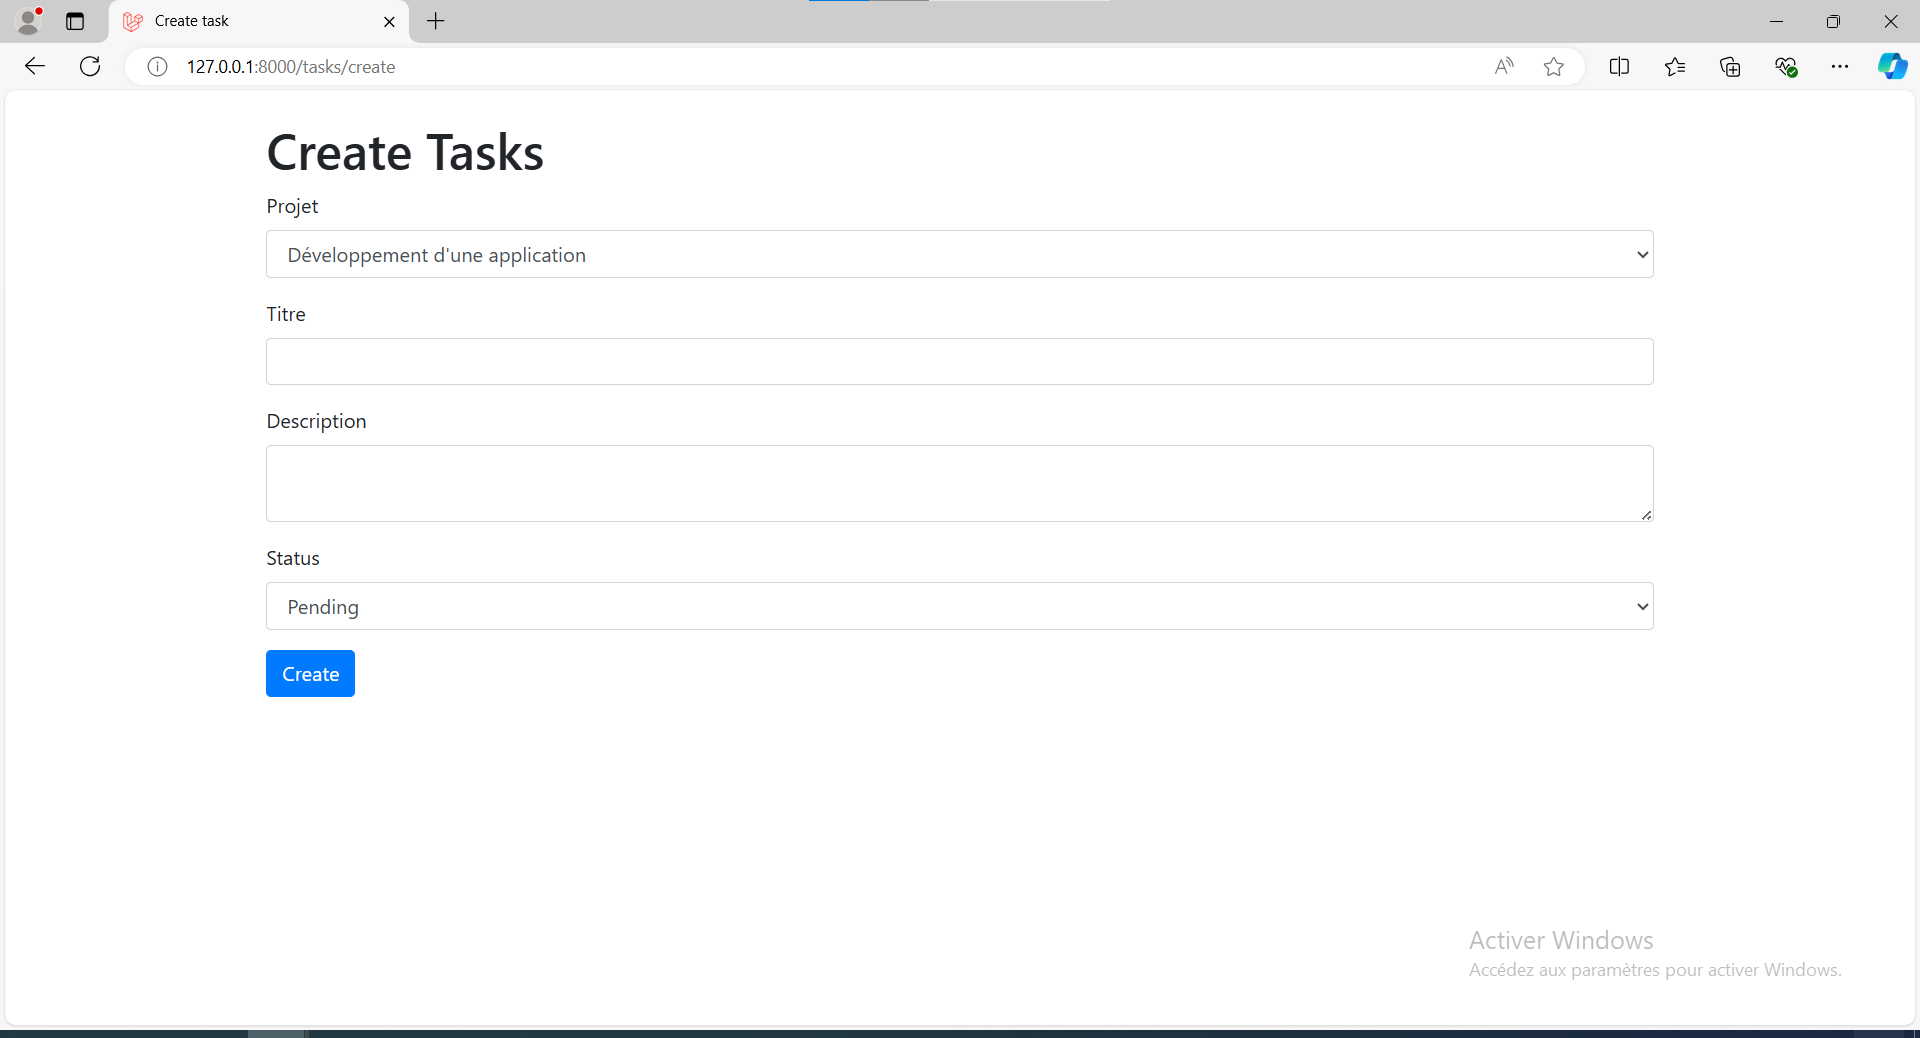 Create task
127.0.0.1:8000/tasks/create
Create Tasks
Projet
Développement d'une application
Titre
Description
Status
Pending
Create
Activer Windows
Accédez aux paramètres pour activer Windows.